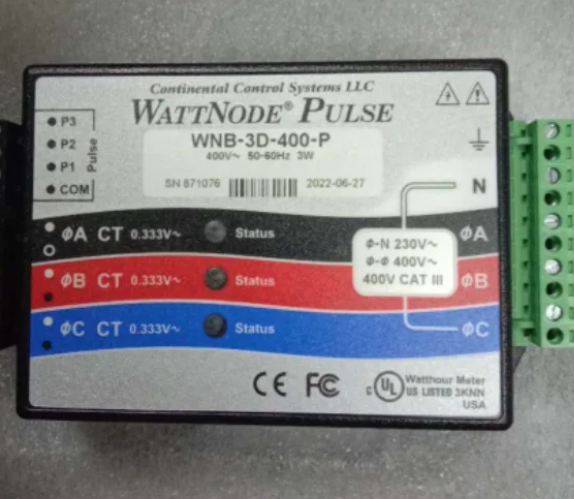 Continental Control Systems LLC
WATTNODE® PULSE
WNB-3D-400-P
400V~ 50-60Hz 3W
SN 871076 2022-06-27
P3
P2
P1
COM
Pulse
N
ΦA CT 0.333V~ Status ΦA
ΦB CT 0.333V~ Status ΦB
ΦC CT 0.333V~ Status ΦC
Φ-N 230V~
Φ-Φ 400V~
400V CAT III
CE FC
C UL US LISTED
Watthour Meter
3KNN
USA